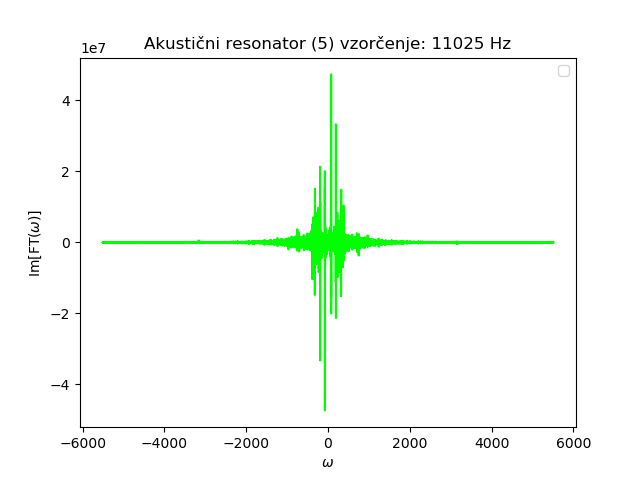 Akustični resonator (5) vzorčenje: 11025 Hz
1e7
4
2
0
−2
−4
Im[FT(ω)]
−6000 −4000 −2000 0 2000 4000 6000
ω